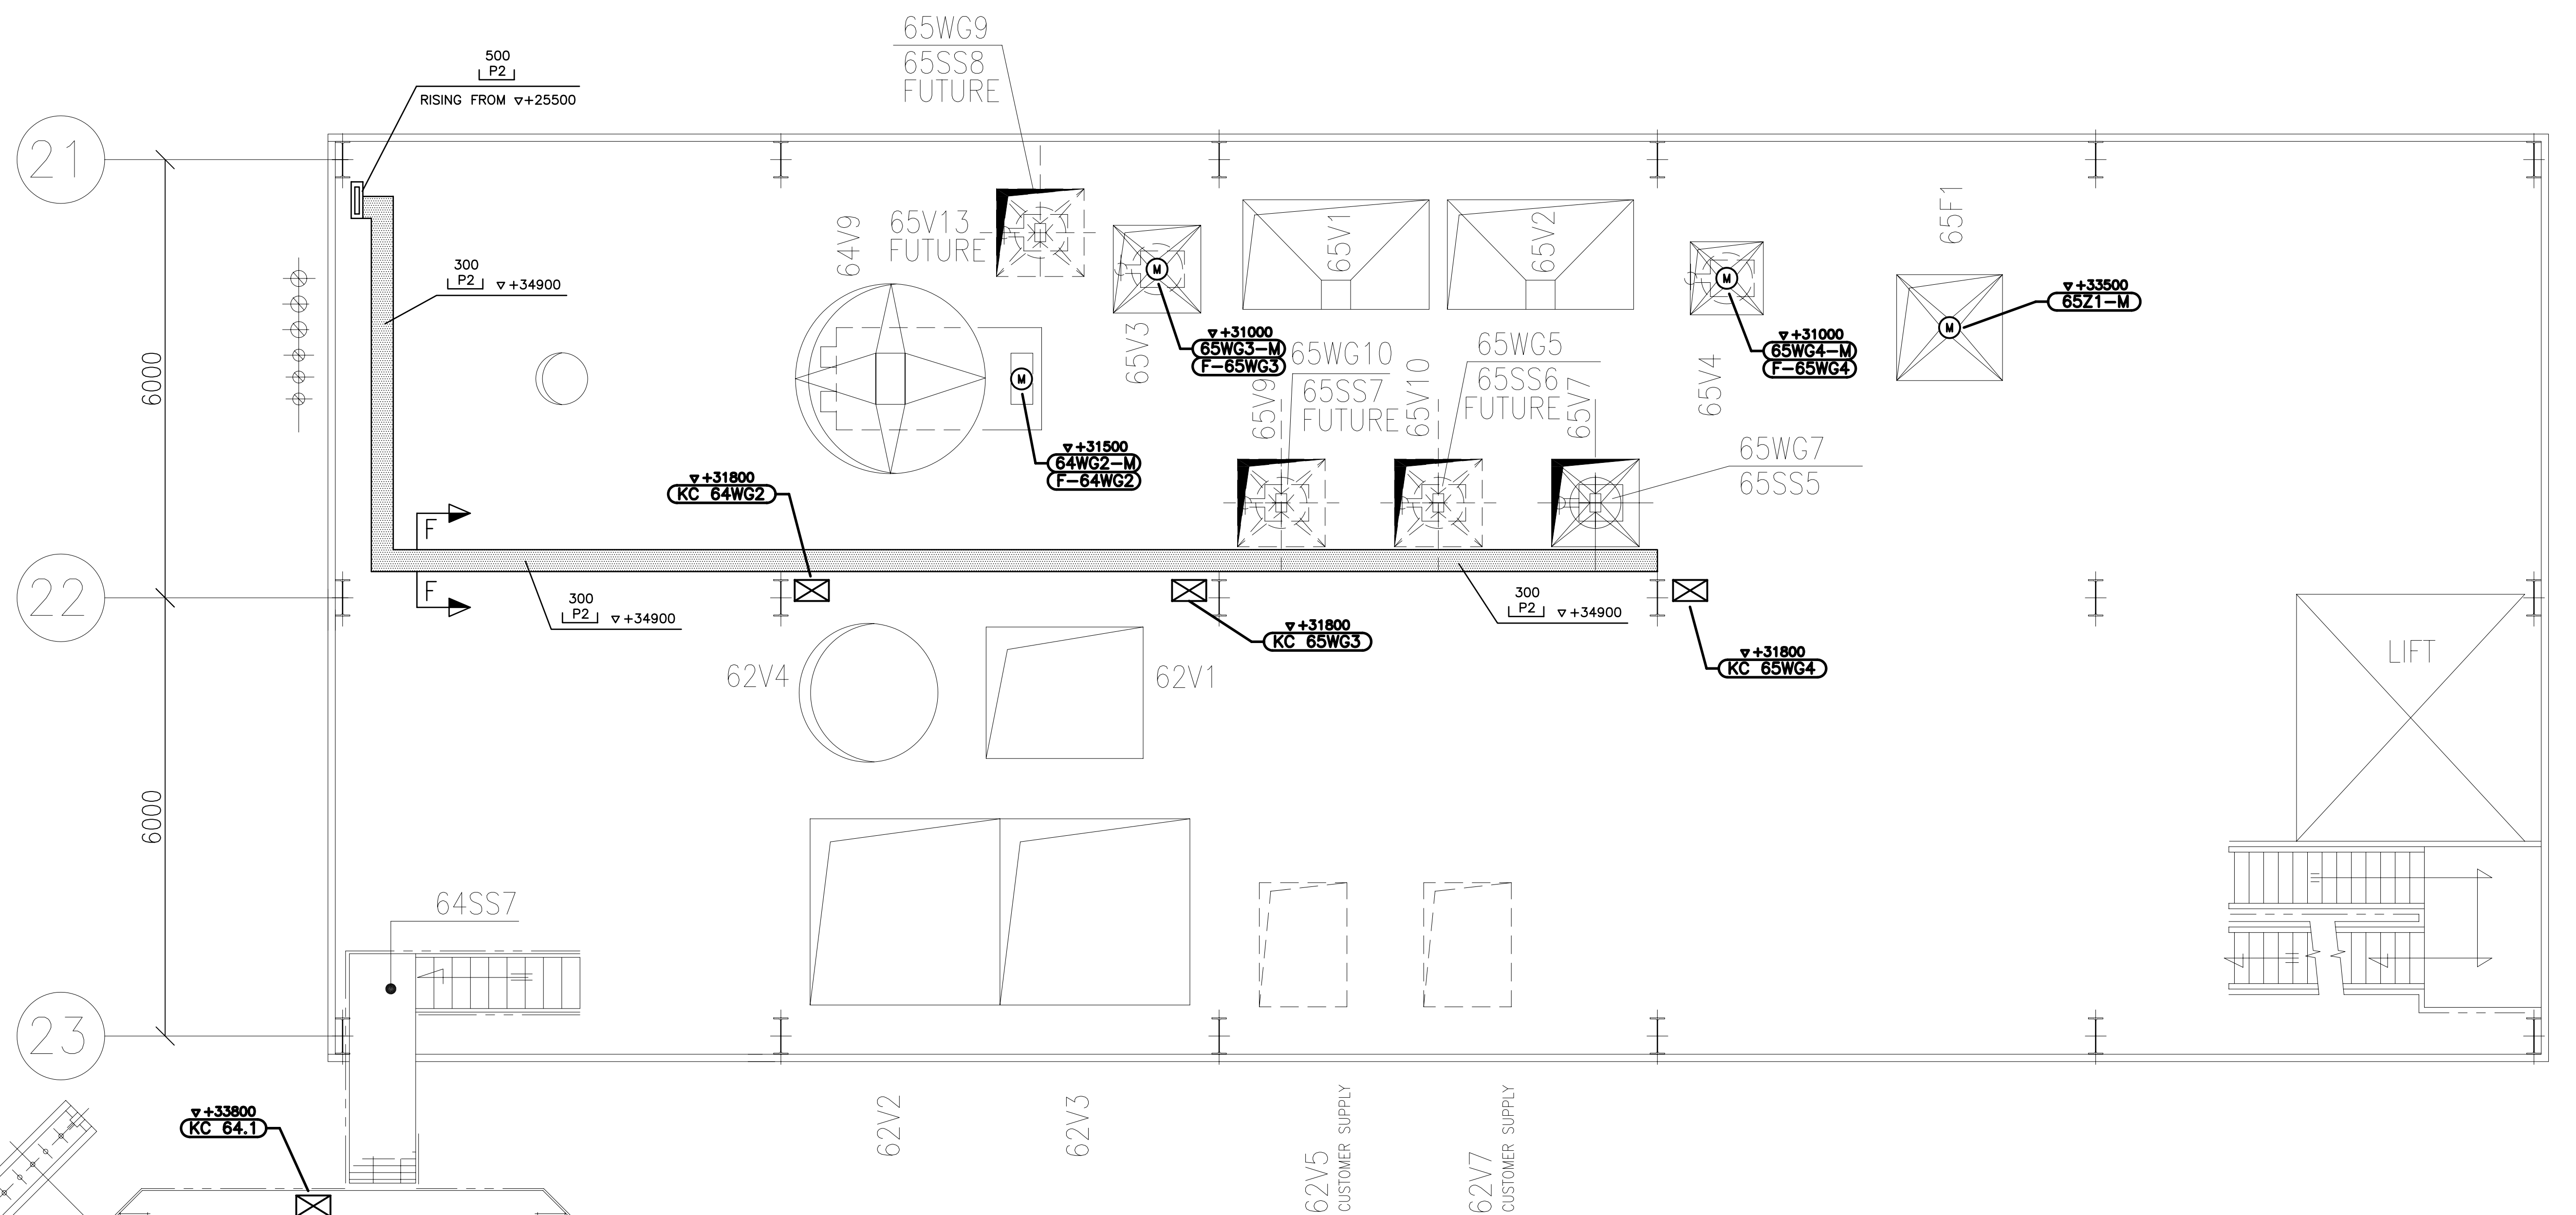 65WG9
65SS8
FUTURE
500
P2
RISING FROM ▽+25500
21
6000
22
6000
23
300
P2 ▽+34900
64V9
65V13
FUTURE
65V3
▽+31000
65WG3-M
F-65WG3
65V1
65V2
65F1
▽+33500
65Z1-M
▽+31000
65WG4-M
F-65WG4
65V4
65WG10
65SS7
FUTURE
65V9
65V10
65WG5
65SS6
FUTURE
65V7
65WG7
65SS5
M
M
M
M
▽+31500
64WG2-M
F-64WG2
▽+31800
KC 64WG2
F
F
300
P2 ▽+34900
300
P2 ▽+34900
▽+31800
KC 65WG3
▽+31800
KC 65WG4
62V4
62V1
LIFT
64SS7
62V2
62V3
62V5
CUSTOMER SUPPLY
62V7
CUSTOMER SUPPLY
▽+33800
KC 64.1